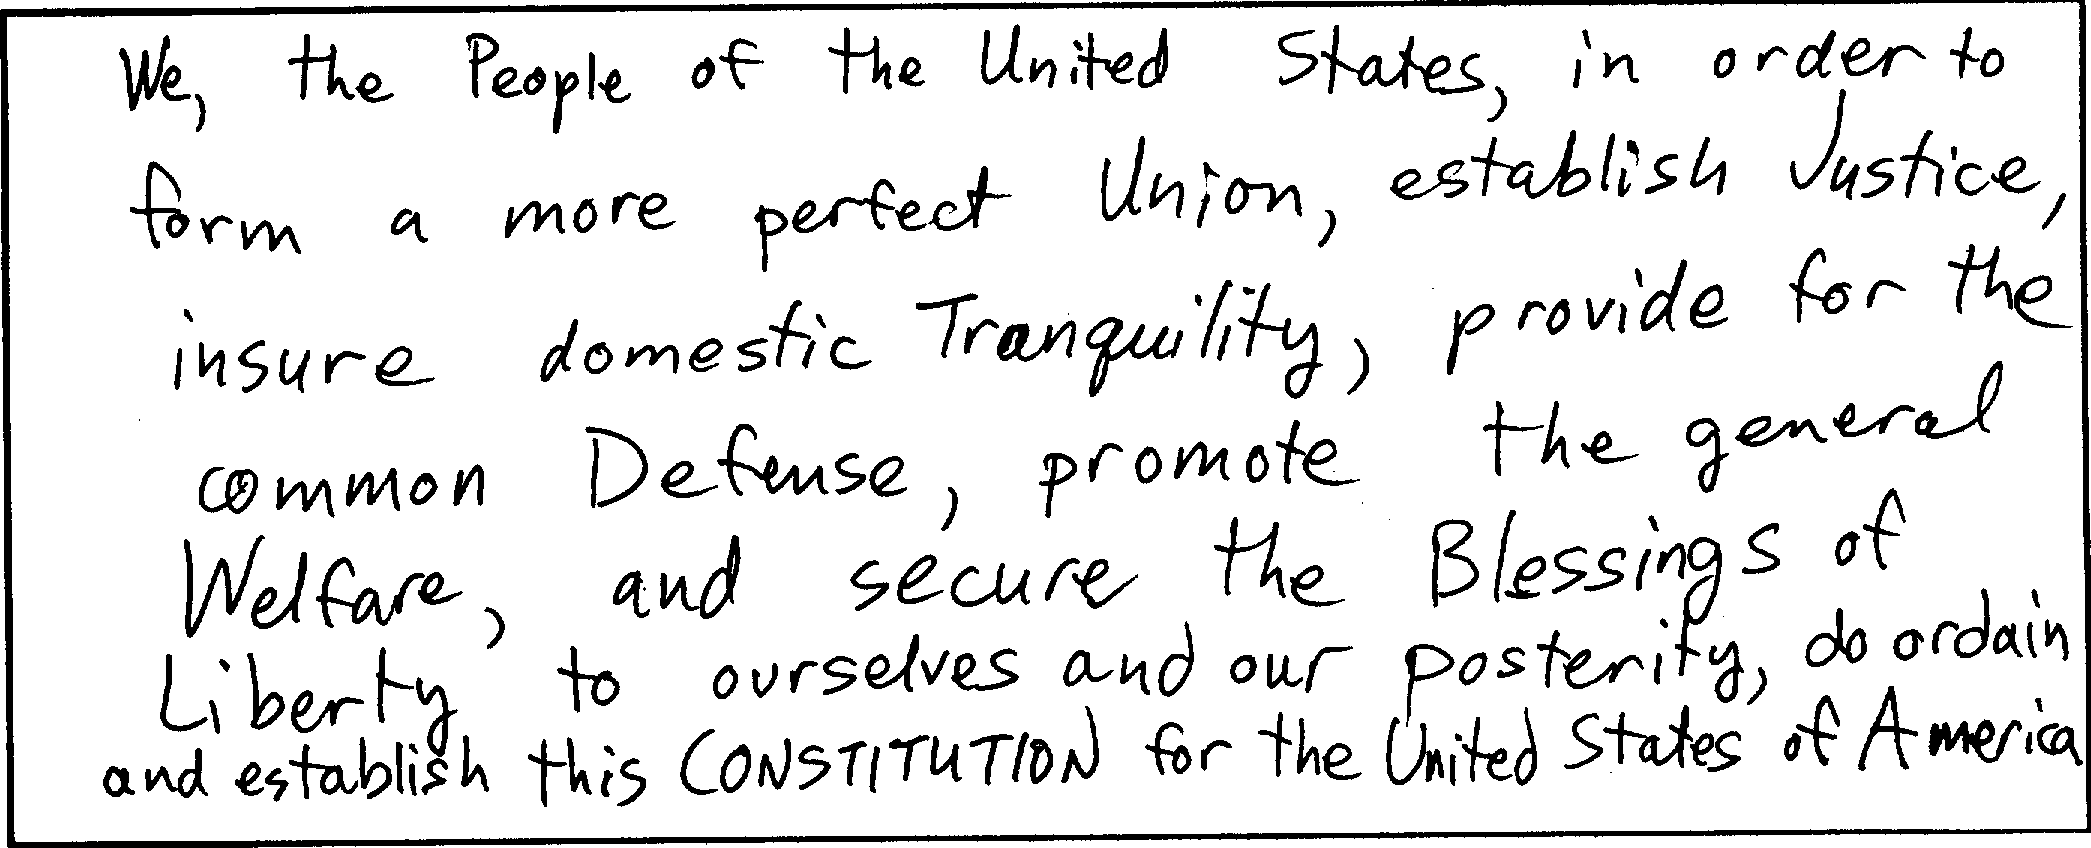 We, the People of the United States, in order to
form a more perfect Union, establish Justice,
insure domestic Tranquility, provide for the
common Defense, promote the general
Welfare, and secure the Blessings of
Liberty to ourselves and our posterity, do ordain
and establish this CONSTITUTION for the United States of America